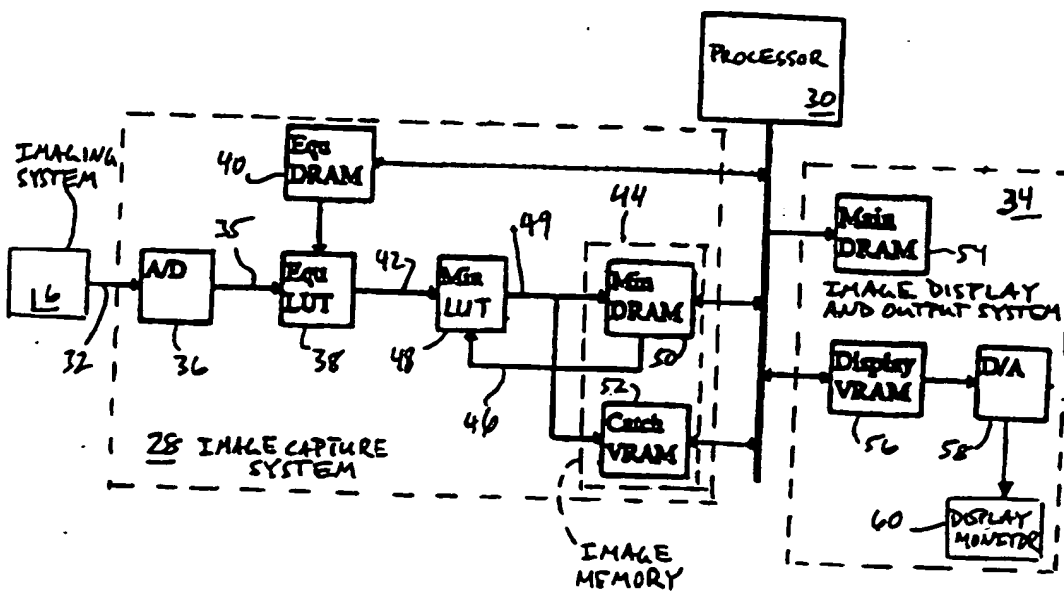 PROCESSOR
30
IMAGING
SYSTEM
40
Equ
DRAM
44
34
Main
DRAM
54
35
42
49
L6
A/D
Equ
LUT
Min
LUT
Min
DRAM
IMAGE DISPLAY
AND OUTPUT SYSTEM
32
36
38
48
50
46
52
Catch
VRAM
Display
VRAM
D/A
56
58
28 IMAGE CAPTURE
SYSTEM
60
DISPLAY
MONITOR
IMAGE
MEMORY